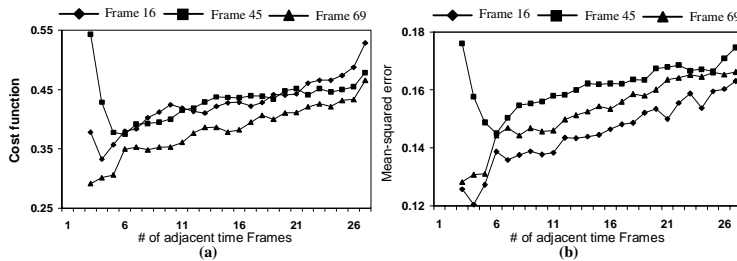 Frame 16 Frame 45 Frame 69
0.55
0.45
0.35
0.25
Cost function
1 6 11 16 21 26
# of adjacent time Frames
(a)
Frame 16 Frame 45 Frame 69
0.18
0.16
0.14
0.12
Mean-squared error
1 6 11 16 21 26
# of adjacent time Frames
(b)